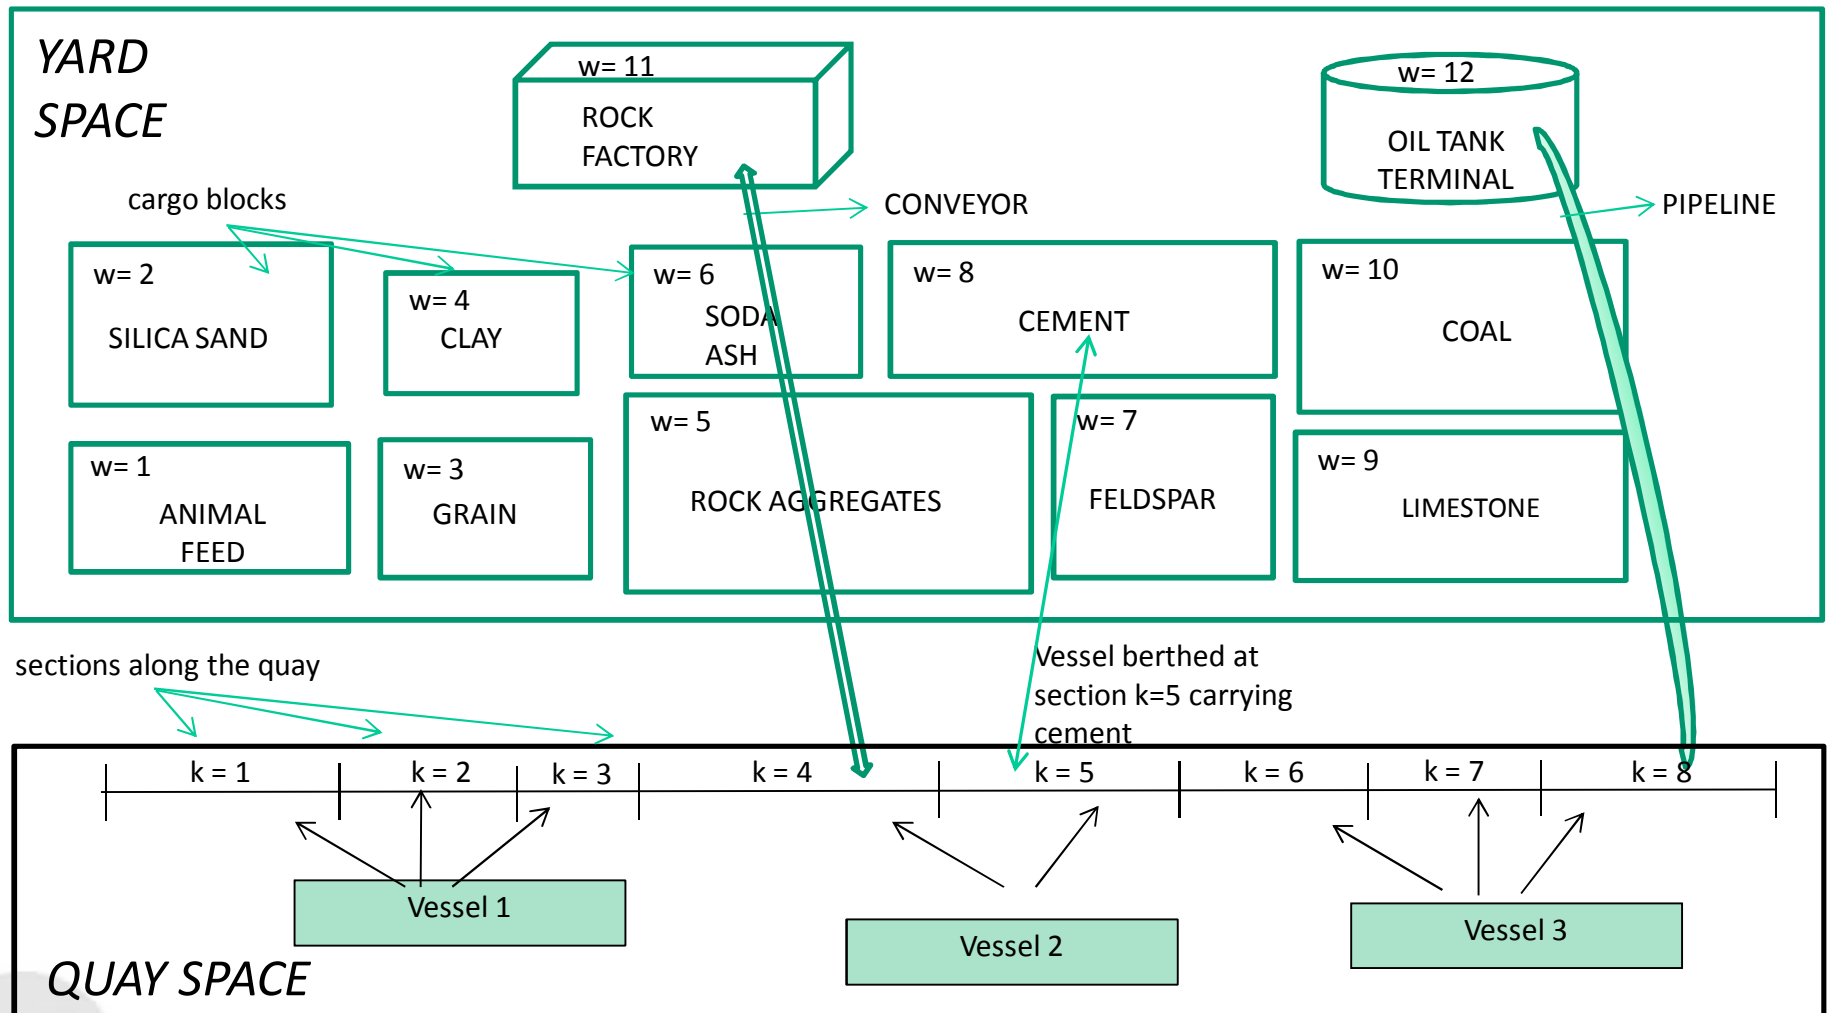 YARD
SPACE
w= 11
ROCK
FACTORY
w= 12
OIL TANK
TERMINAL
cargo blocks
CONVEYOR
PIPELINE
w= 2
SILICA SAND
w= 4
CLAY
w= 6
SODA
ASH
w= 8
CEMENT
w= 10
COAL
w= 1
ANIMAL
FEED
w= 3
GRAIN
w= 5
ROCK AGGREGATES
w= 7
FELDSPAR
w= 9
LIMESTONE
sections along the quay
Vessel berthed at
section k=5 carrying
cement
k = 1
k = 2
k = 3
k = 4
k = 5
k = 6
k = 7
k = 8
Vessel 1
Vessel 2
Vessel 3
QUAY SPACE